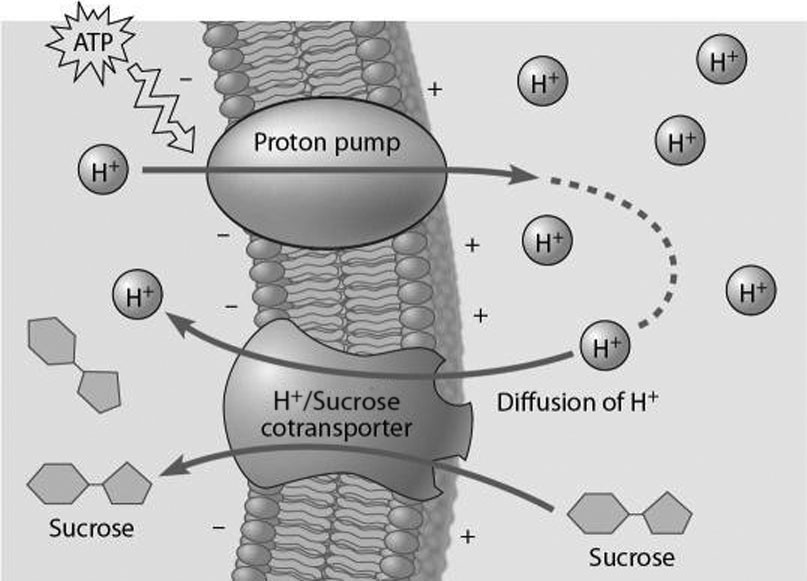 ATP
–
+
H⁺
H⁺
H⁺
Proton pump
H⁺
–
+
H⁺
H⁺
H⁺
–
+
H⁺
H⁺/Sucrose
cotransporter
Diffusion of H⁺
Sucrose
–
+
Sucrose